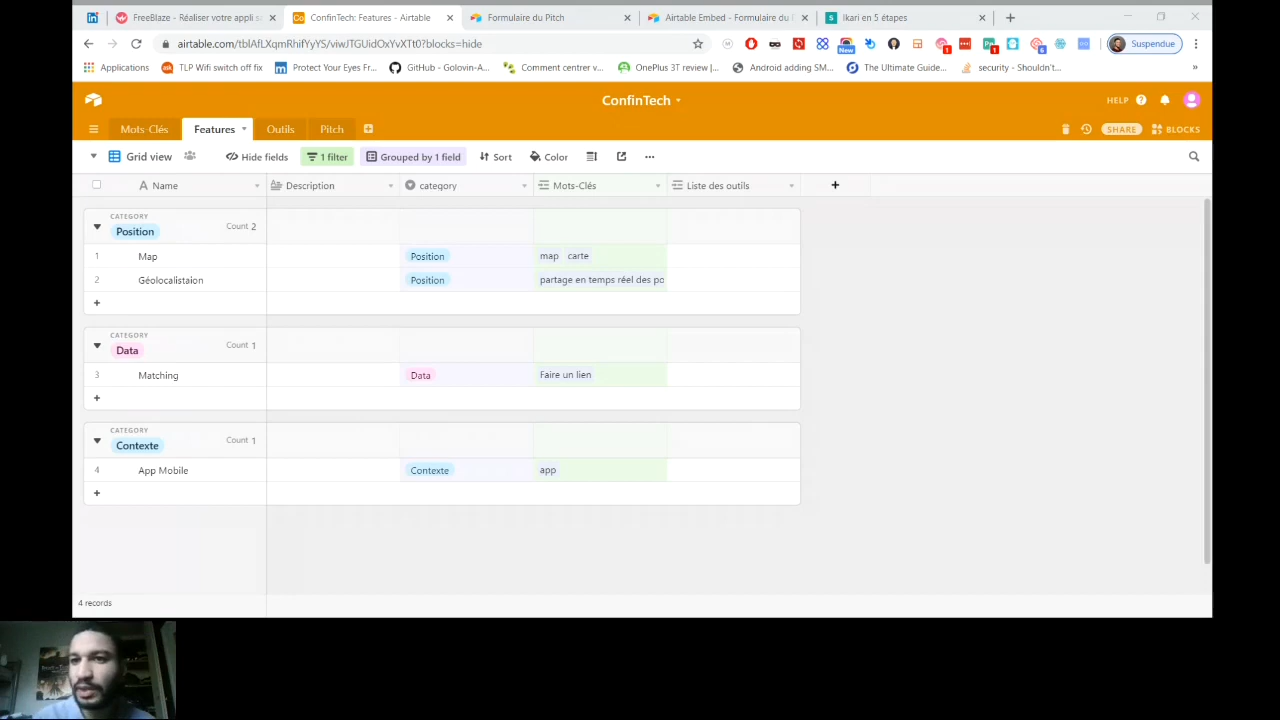 FreeBlaze - Réaliser votre appli sa
ConfinTech: Features - Airtable
Formulaire du Pitch
Airtable Embed - Formulaire du
Ikari en 5 étapes
airtable.com/
?blocks=hide
New
Suspendue
Applications
TLP Wifi switch off fix
Protect Your Eyes Fr...
GitHub - Golovin-A...
Comment centrer v...
OnePlus 3T review |...
Android adding SM...
The Ultimate Guide...
security - Shouldn't...
»
ConfinTech
HELP
Mots-Clés
Features
Outils
Pitch
SHARE
BLOCKS
Grid view
Hide fields
1 filter
Grouped by 1 field
Sort
Color
Name
Description
category
Mots-Clés
Liste des outils
CATEGORY
Position
Count 2
1 Map Position map carte
2 Géolocalistaion Position partage en temps réel des po
CATEGORY
Data
Count 1
3 Matching Data Faire un lien
CATEGORY
Contexte
Count 1
4 App Mobile Contexte app
4 records